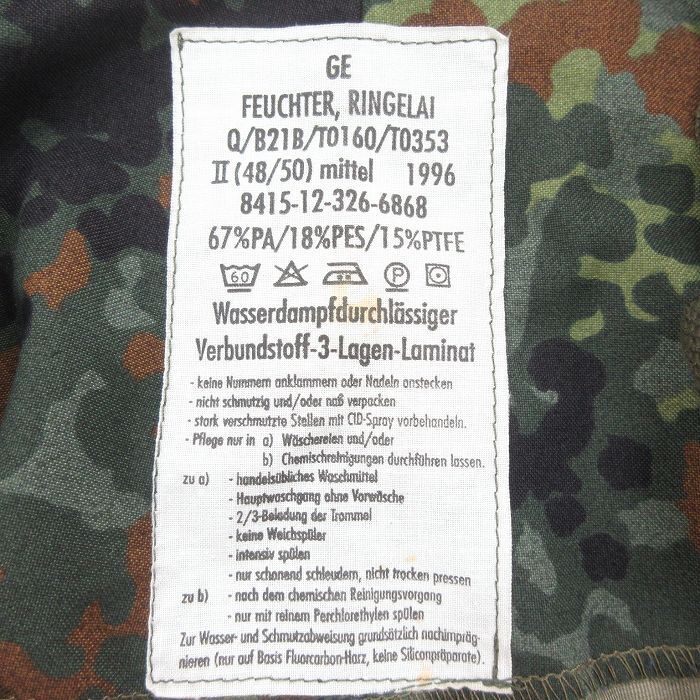 GE
FEUCHTER, RINGELAI
Q/B21B/T0160/T0353
II (48/50) mittel 1996
8415-12-326-6868
67%PA/18%PES/15%PTFE
60 P
Wasserdampfdurchlässiger
Verbundstoff-3-Lagen-Laminat
- keine Nummern anklammern oder Nadeln anstecken
- nicht schmutzig und/oder naß verpacken
- stark verschmutzte Stellen mit CID-Spray vorbehandeln.
- Pflege nur in a) Wäschereien und/oder
b) Chemischreinigungen durchführen lassen.
zu a) - handelsübliches Waschmittel
- Hauptwaschgang ohne Vorwäsche
- 2/3-Beladung der Trommel
- keine Weichspüler
- intensiv spülen
- nur schonend schleudern, nicht trocken pressen
zu b) - nach dem chemischen Reinigungsvorgang
- nur mit reinem Perchlorethylen spülen
Zur Wasser- und Schmutzabweisung grundsätzlich nachimpräg-
nieren (nur auf Basis Fluorcarbon-Harz, keine Siliconpräparate).